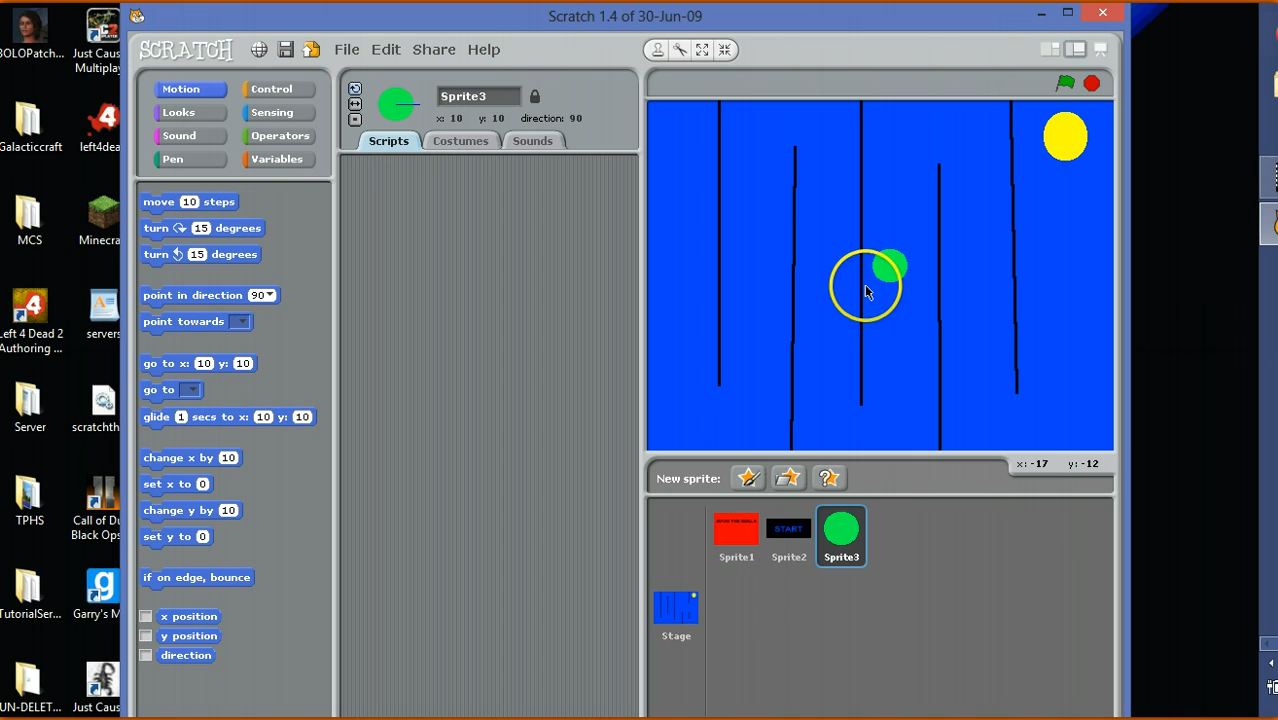 Scratch 1.4 of 30-Jun-09
SCRATCH File Edit Share Help
Motion Control
Looks Sensing
Sound Operators
Pen Variables
move 10 steps
turn 15 degrees
turn 15 degrees
point in direction 90
point towards
go to x: 10 y: 10
go to
glide 1 secs to x: 10 y: 10
change x by 10
set x to 0
change y by 10
set y to 0
if on edge, bounce
x position
y position
direction
Sprite3
x: 10 y: 10 direction: 90
Scripts Costumes Sounds
x: -17 y: -12
New sprite:
START
Sprite1 Sprite2 Sprite3
Stage
BOLOPatch...
Just Caus
Multiplay
Galacticcraft
left4dea
MCS
Minecra
Left 4 Dead 2
Authoring ...
servers
Server
scratchth
TPHS
Call of Du
Black Ops
TutorialSer...
Garry's M
UN-DELET...
Just Caus